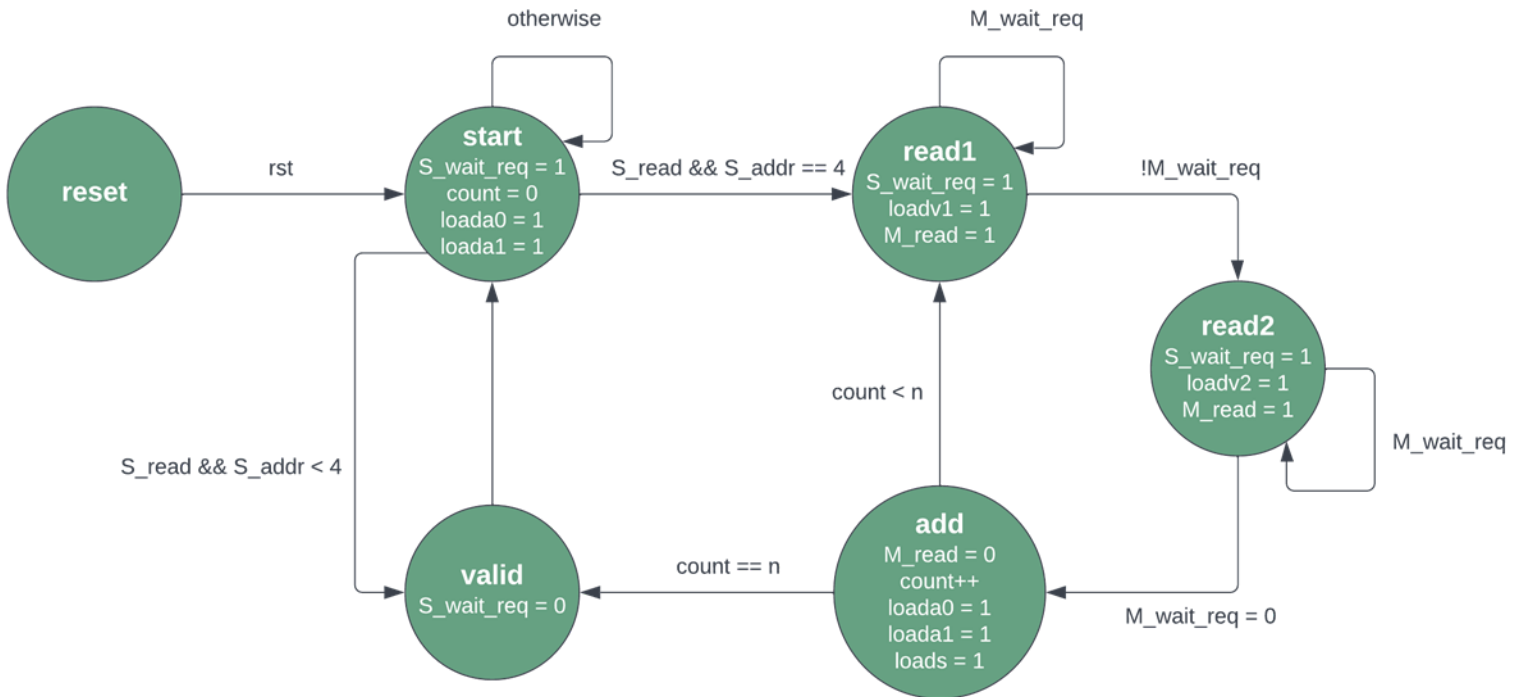 otherwise
M_wait_req
reset
rst
start
S_wait_req = 1
count = 0
loada0 = 1
loada1 = 1
S_read && S_addr == 4
read1
S_wait_req = 1
loadv1 = 1
M_read = 1
!M_wait_req
read2
S_wait_req = 1
loadv2 = 1
M_read = 1
M_wait_req
count < n
S_read && S_addr < 4
valid
S_wait_req = 0
count == n
add
M_read = 0
count++
loada0 = 1
loada1 = 1
loads = 1
M_wait_req = 0